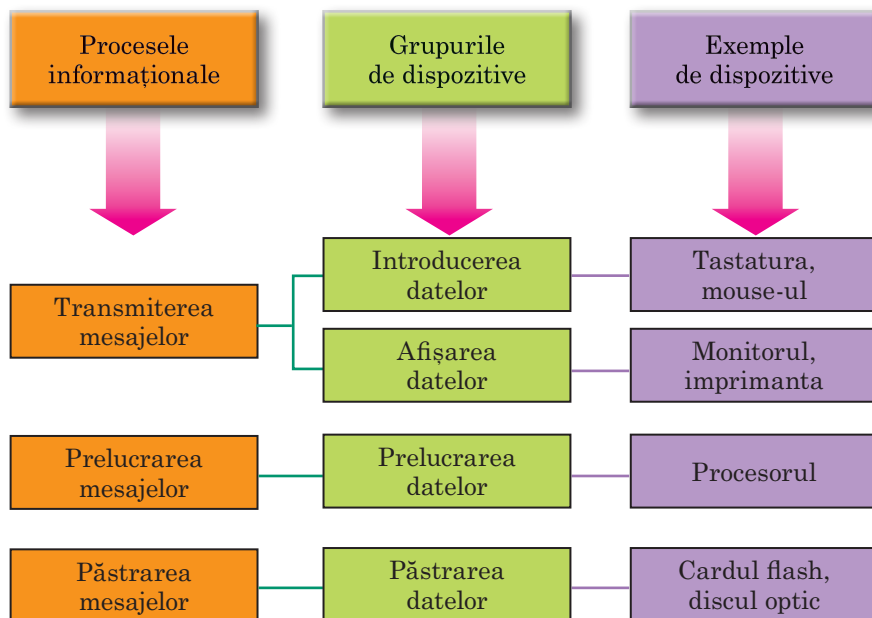 Procesele
informaționale
Grupurile
de dispozitive
Exemple
de dispozitive
Transmiterea
mesajelor
Introducerea
datelor
Tastatura,
mouse-ul
Afișarea
datelor
Monitorul,
imprimanta
Prelucrarea
mesajelor
Prelucrarea
datelor
Procesorul
Păstrarea
mesajelor
Păstrarea
datelor
Cardul flash,
discul optic